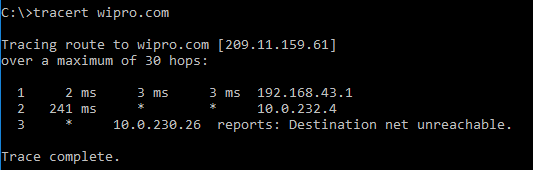 C:\>tracert wipro.com
Tracing route to wipro.com [209.11.159.61]
over a maximum of 30 hops:
1 2 ms 3 ms 3 ms 192.168.43.1
2 241 ms * * 10.0.232.4
3 * 10.0.230.26 reports: Destination net unreachable.
Trace complete.